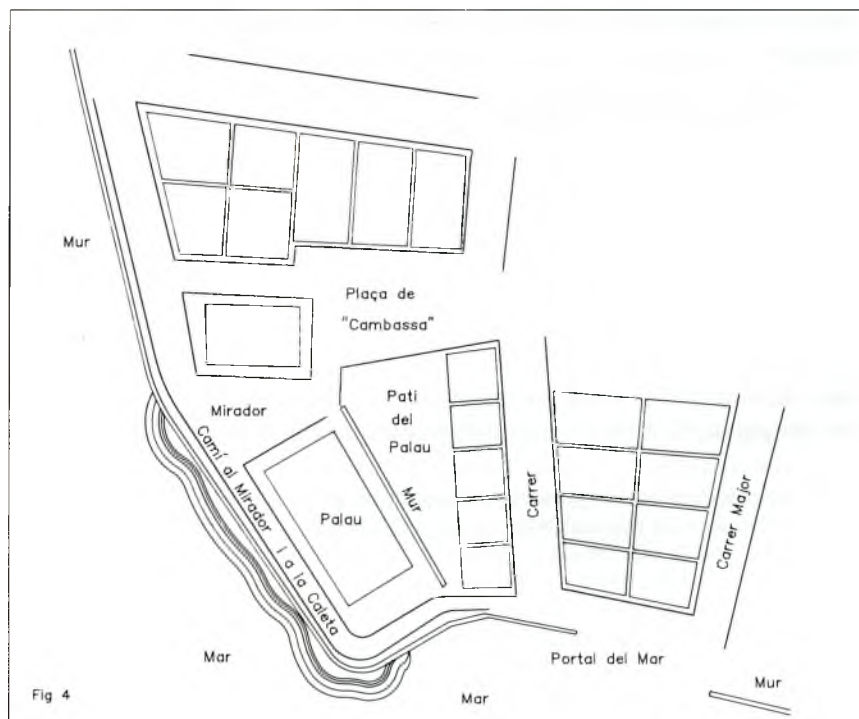 Mur
Plaça de
"Cambassa"
Mirador
Pati
del
Palau
Camí al Mirador i a la Caleta
Mur
Palau
Carrer
Carrer Major
Mar
Portal del Mar
Mur
Fig 4
Mar